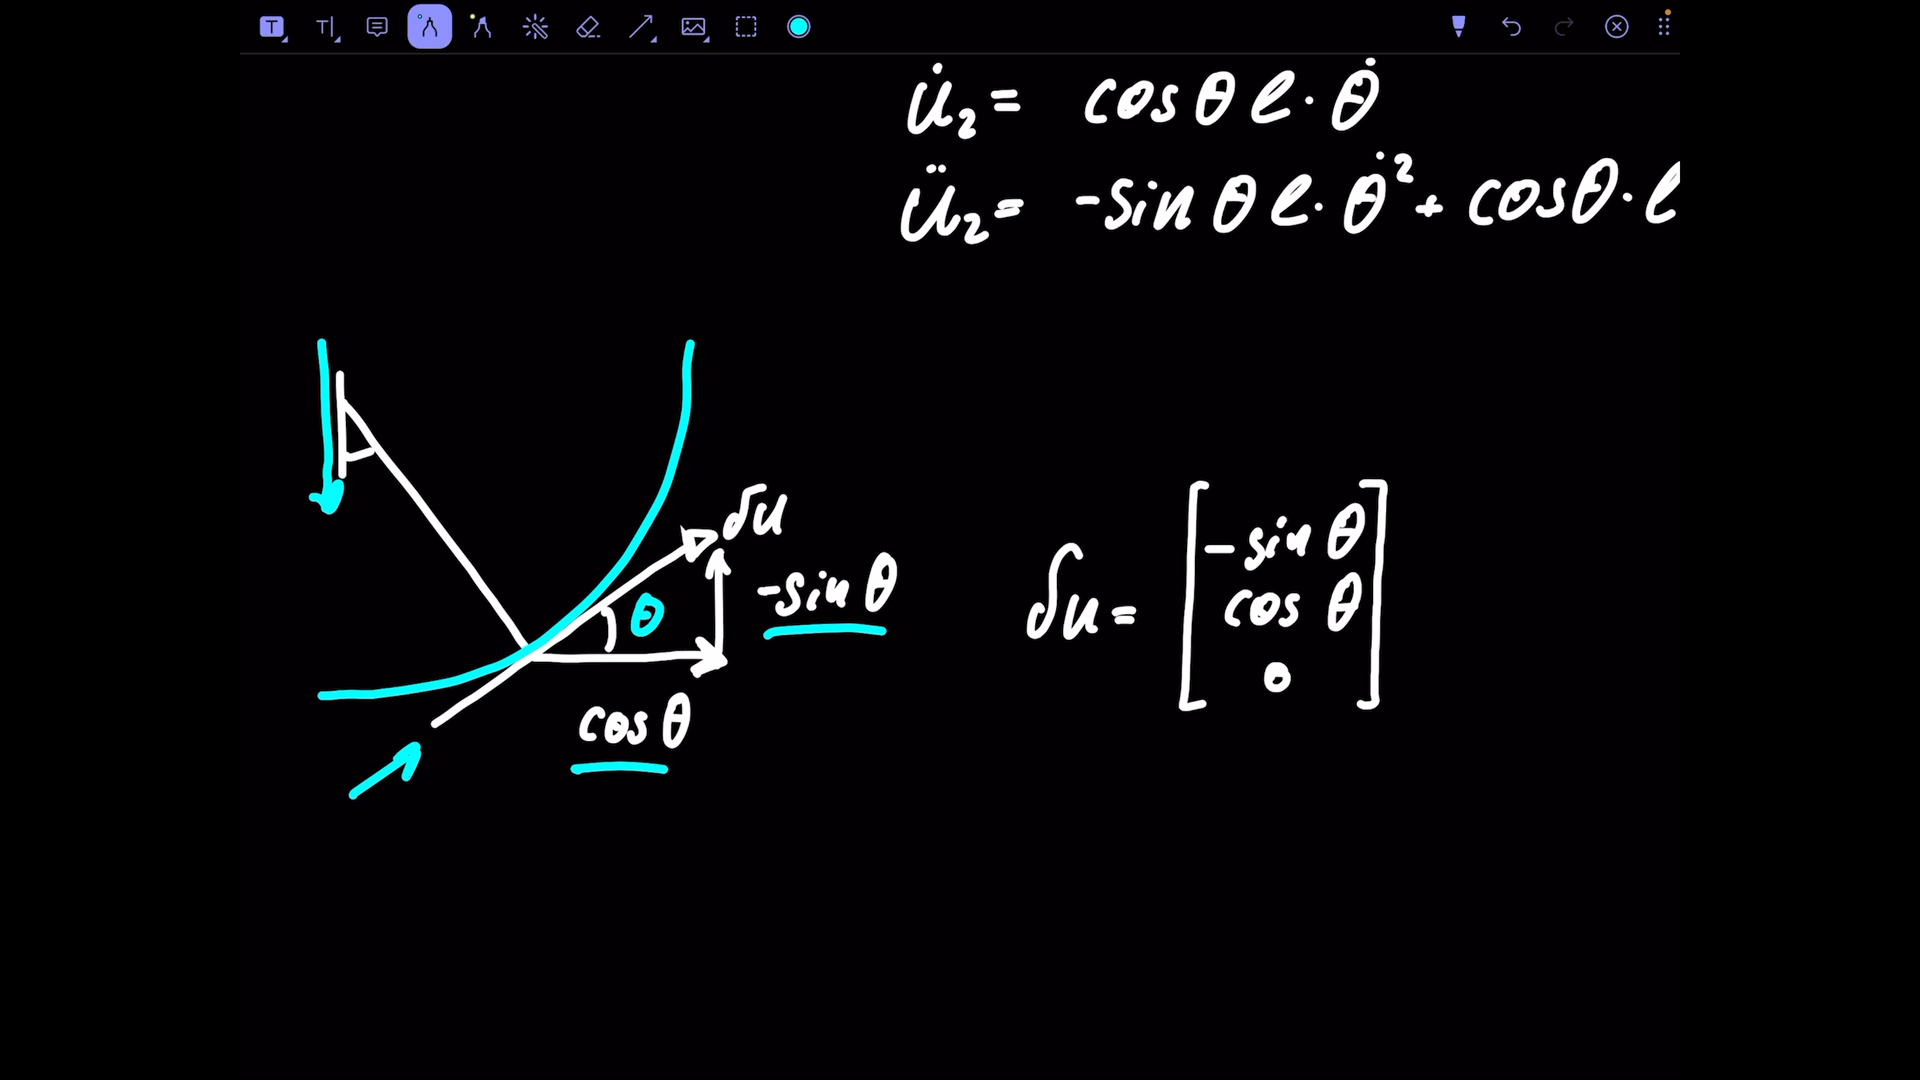 u̇₂ = cos θ l · θ̇
ü₂ = -sin θ l · θ̇² + cos θ · l
δu
-sin θ
θ
cos θ
δu = [ -sin θ
cos θ
0 ]